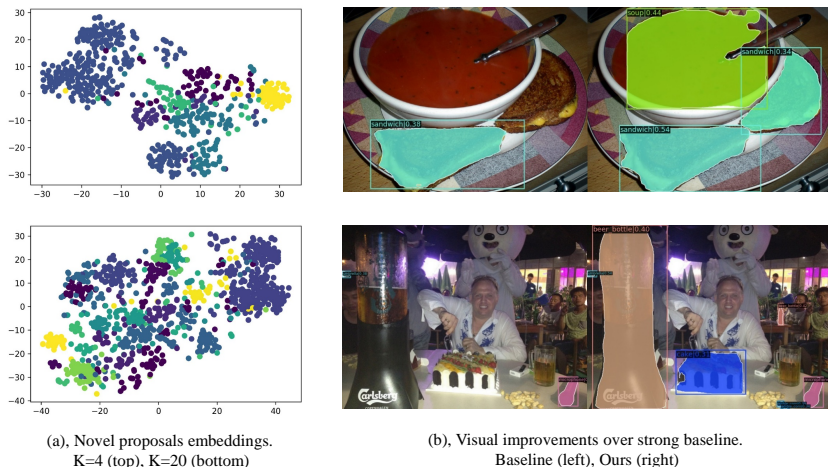 30
20
10
0
−10
−20
−30
−30
−20
−10
0
10
20
30
sandwich|0.38
soup|0.44
sandwich|0.34
sandwich|0.54
30
20
10
0
−10
−20
−30
−40
−40
−20
0
20
40
Carlsberg
beer_bottle|0.40
Carlsberg
(a), Novel proposals embeddings.
K=4 (top), K=20 (bottom)
(b), Visual improvements over strong baseline.
Baseline (left), Ours (right)